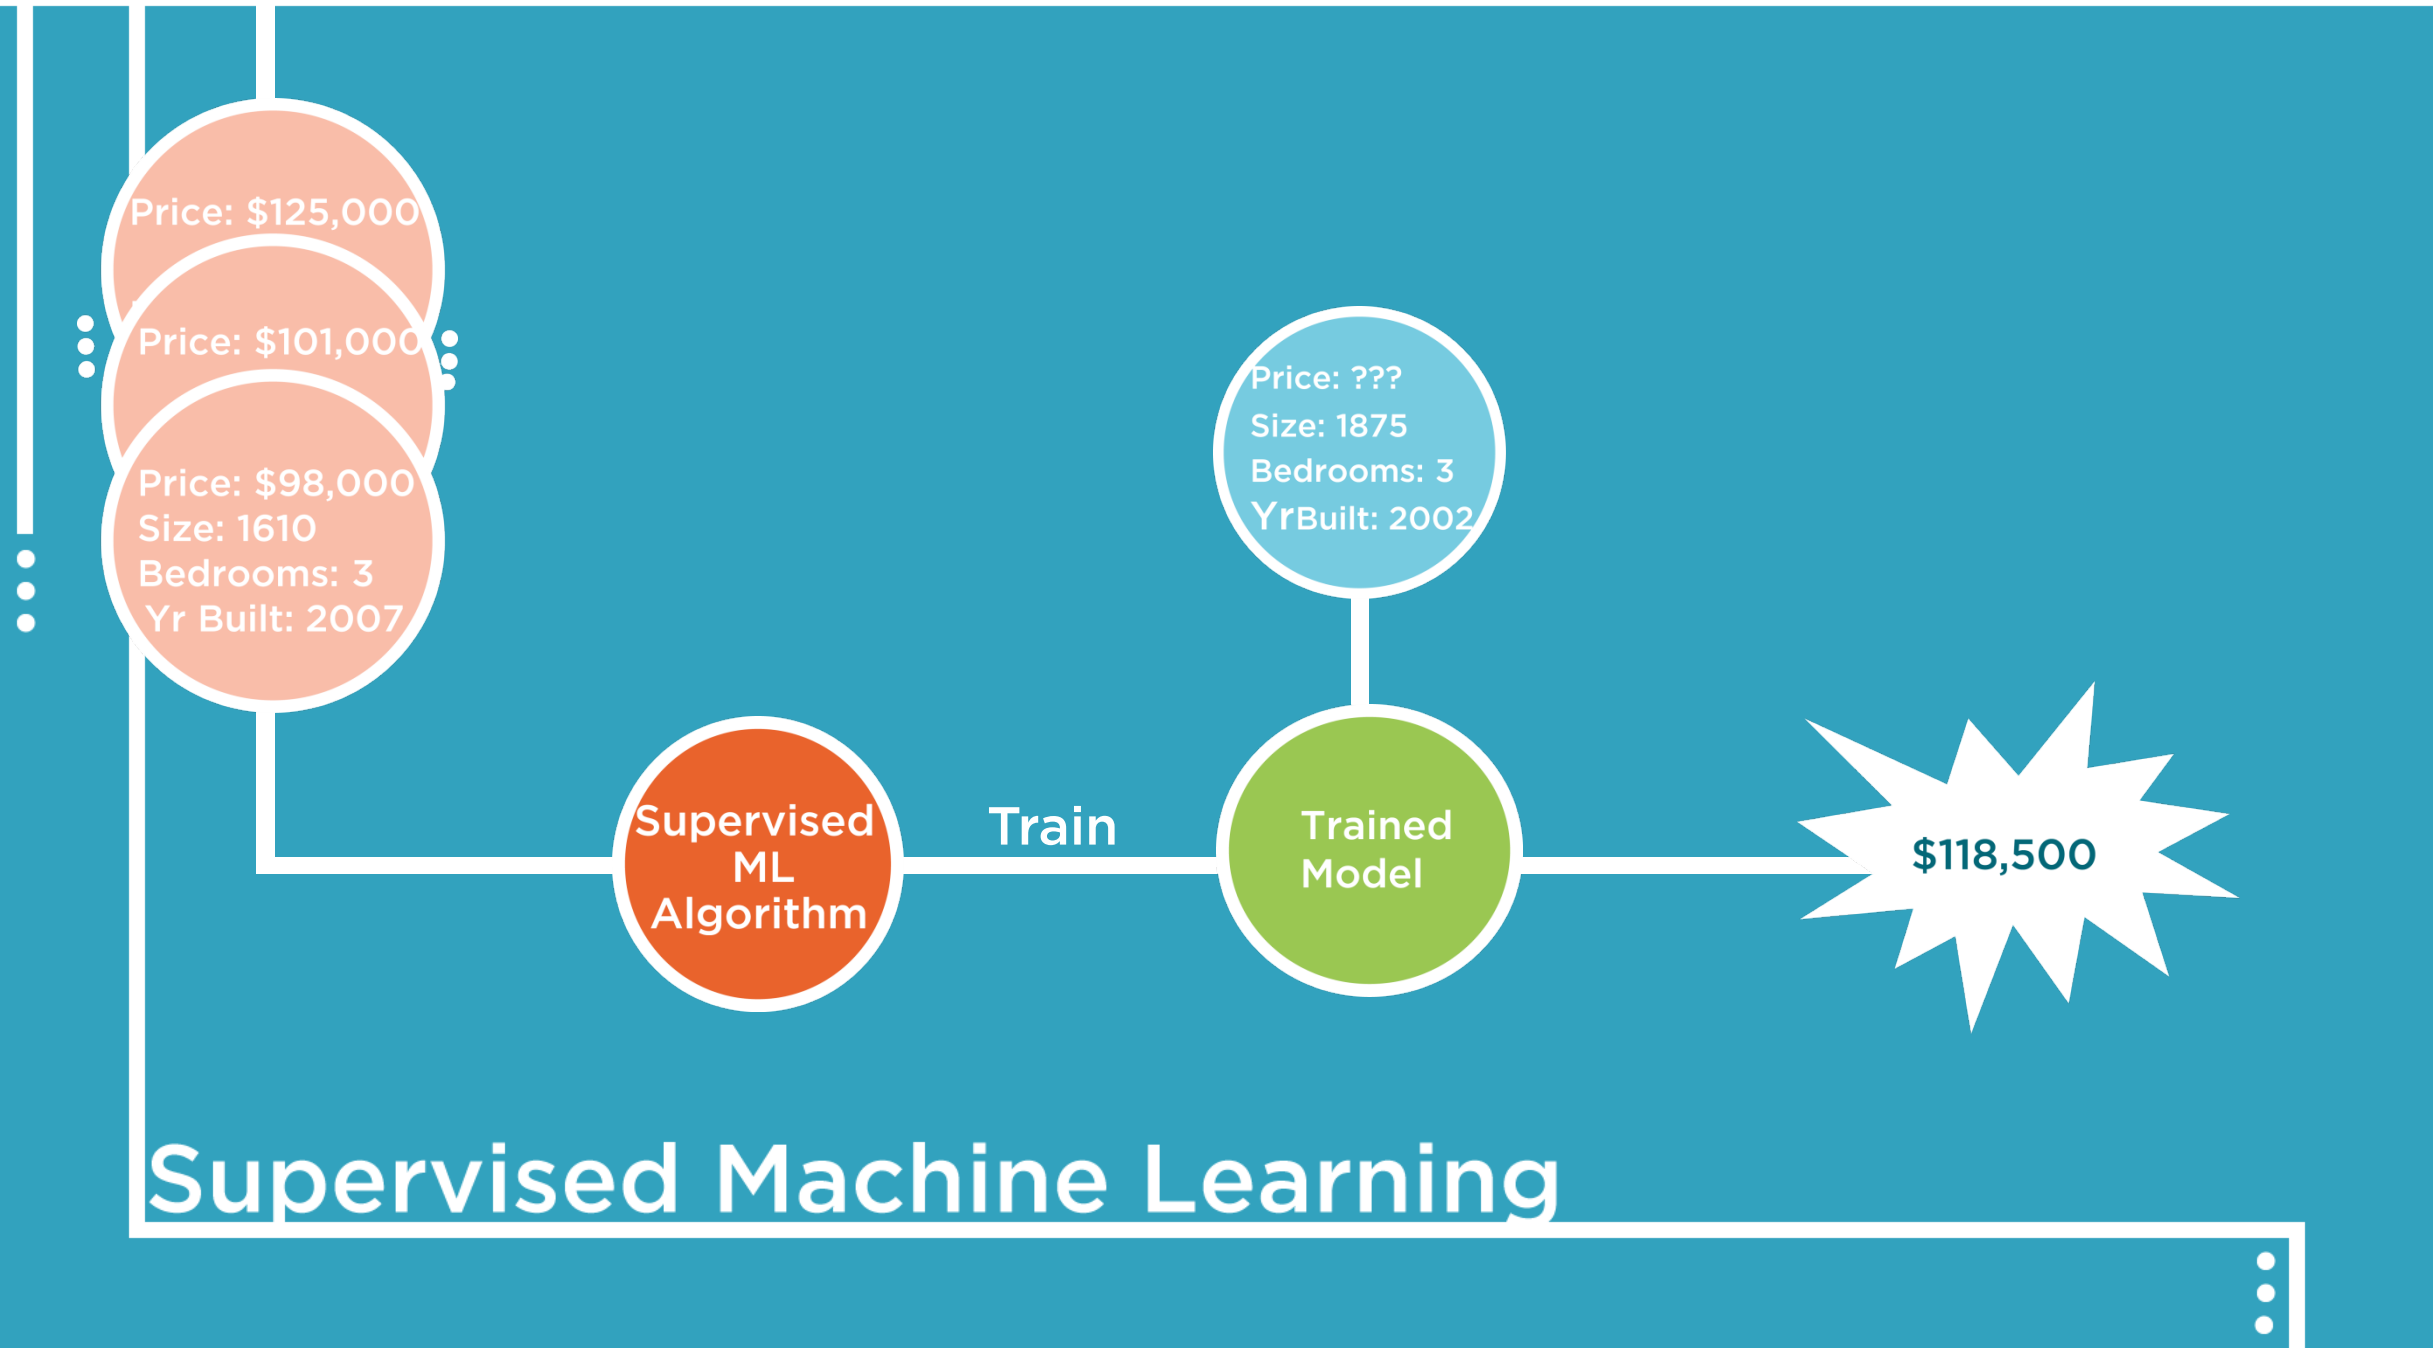 Price: $125,000
Price: $101,000
Price: $98,000
Size: 1610
Bedrooms: 3
Yr Built: 2007
Supervised
ML
Algorithm
Train
Price: ???
Size: 1875
Bedrooms: 3
YrBuilt: 2002
Trained
Model
$118,500
Supervised Machine Learning